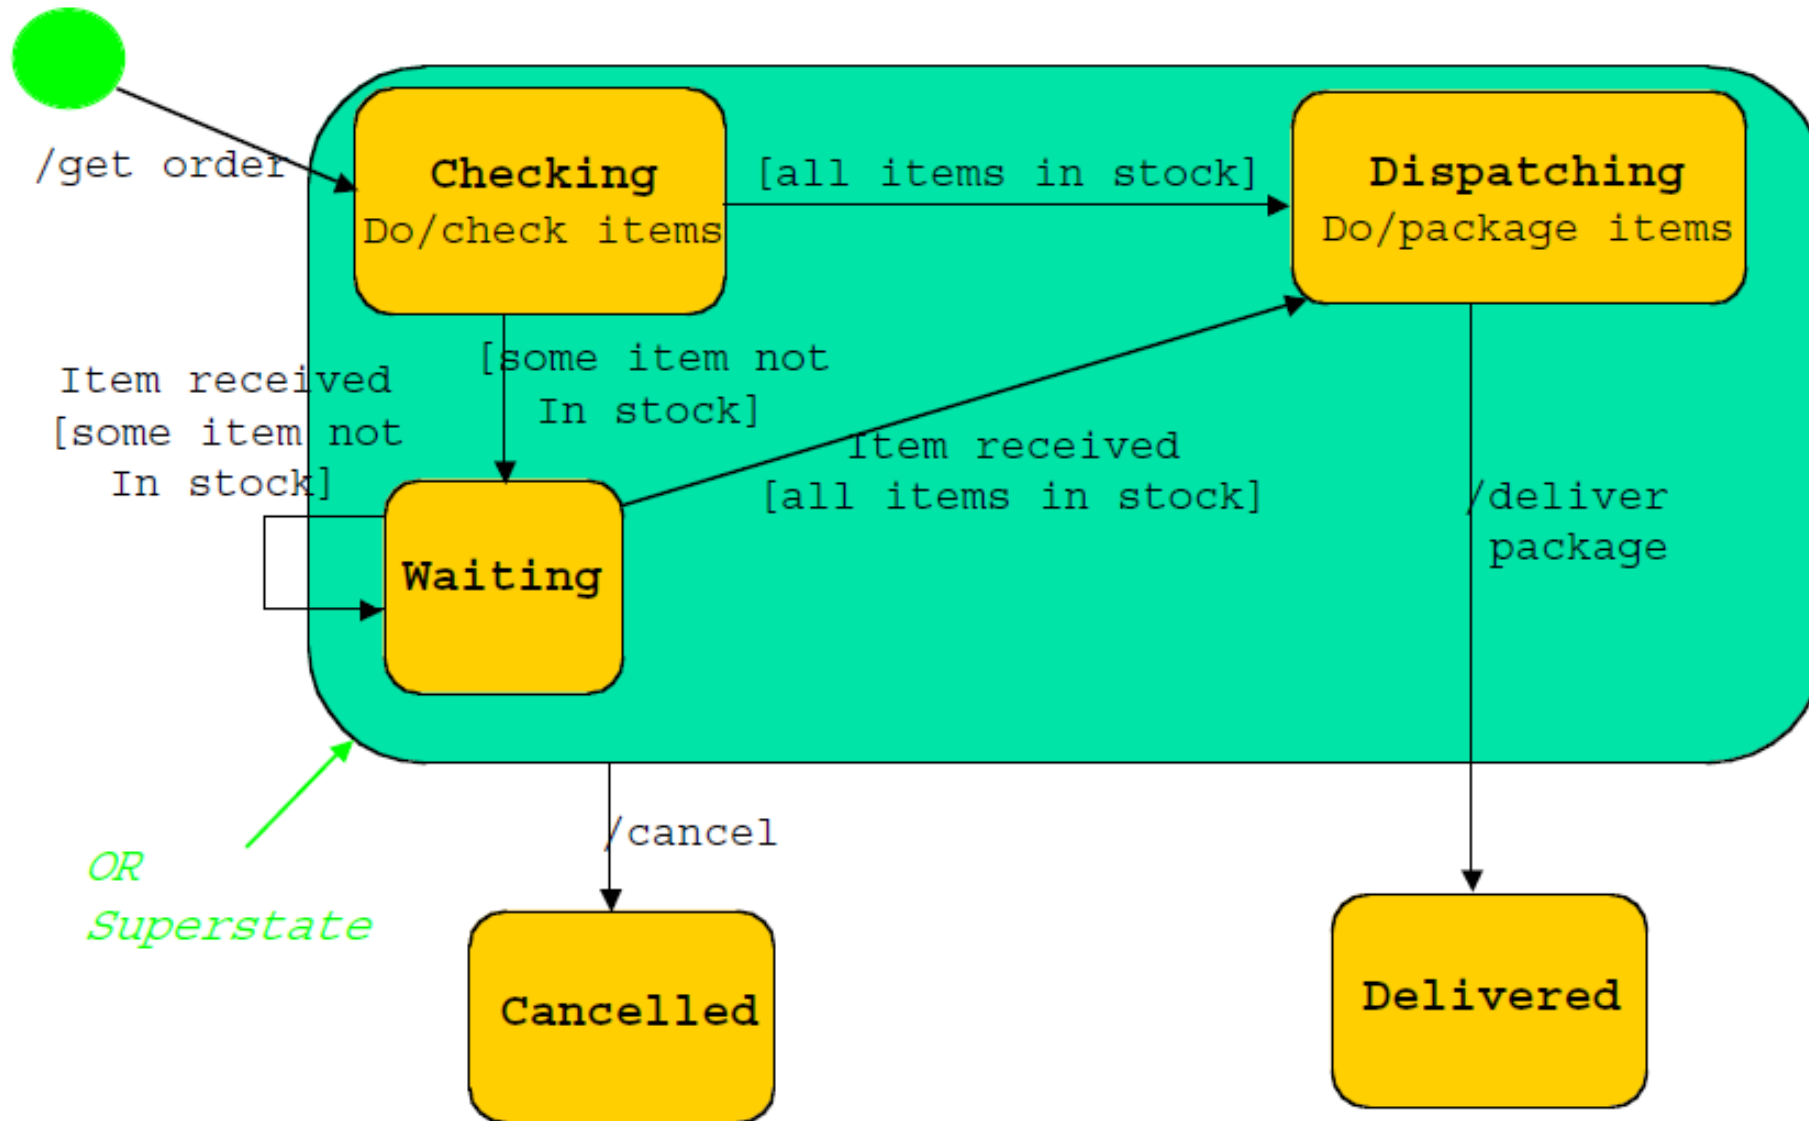 /get order
Checking
Do/check items
[all items in stock]
Dispatching
Do/package items
Item received
[some item not
In stock]
[some item not
In stock]
Item received
[all items in stock]
/deliver
package
Waiting
/cancel
OR
Superstate
Cancelled
Delivered